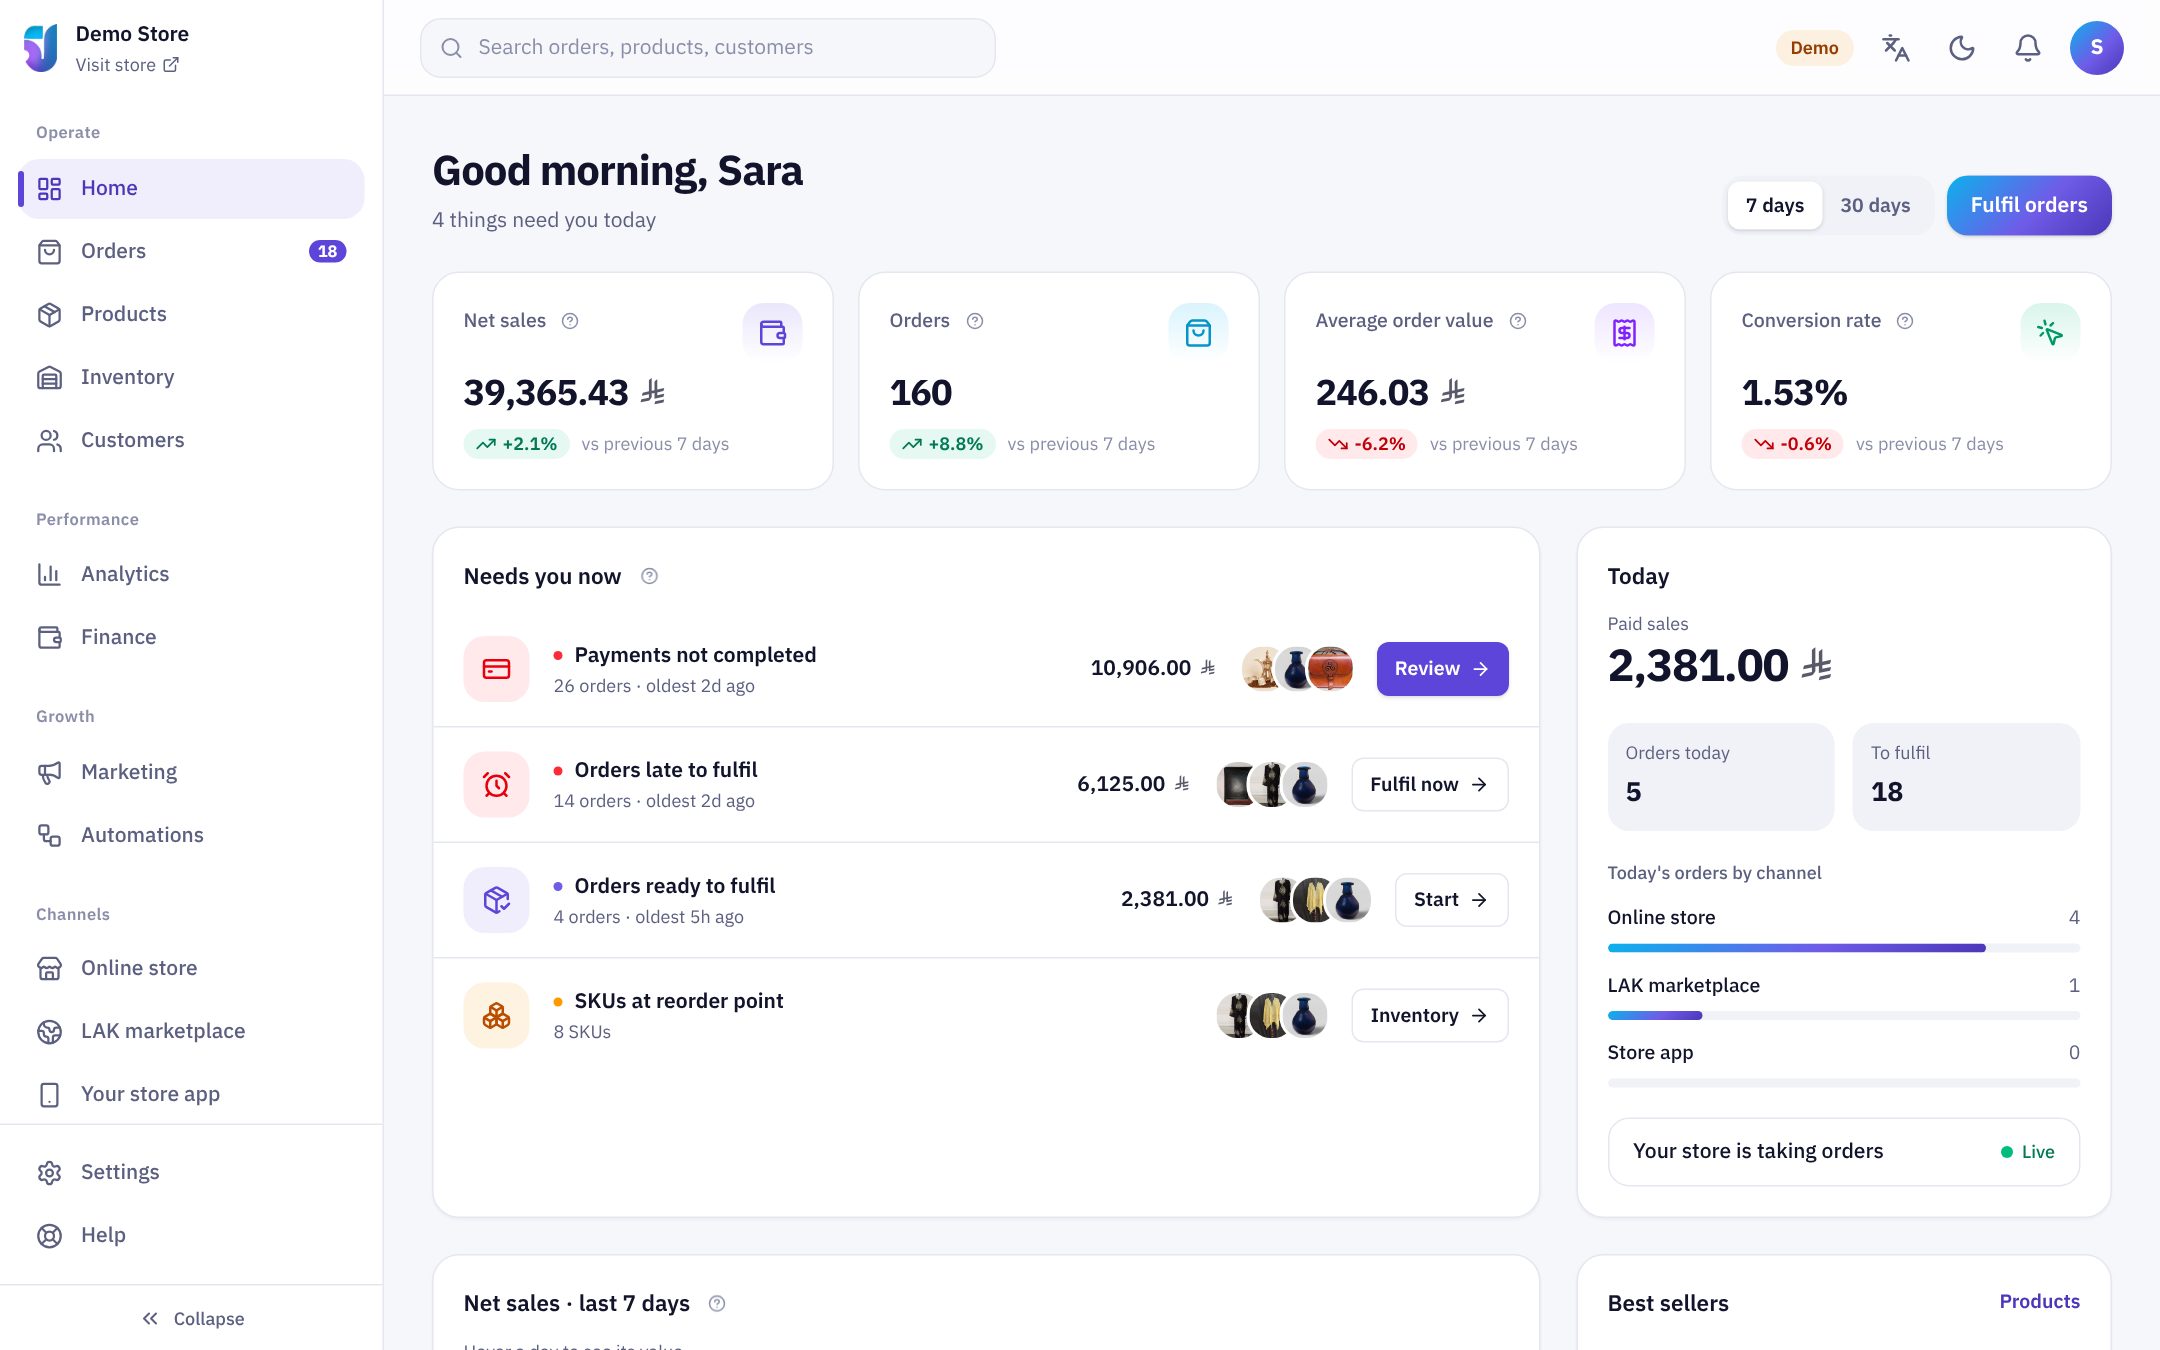 Demo Store
Visit store
Operate
Home
Orders 18
Products
Inventory
Customers
Performance
Analytics
Finance
Growth
Marketing
Automations
Channels
Online store
LAK marketplace
Your store app
Settings
Help
Collapse
Search orders, products, customers
Demo
S
Good morning, Sara
4 things need you today
7 days
30 days
Fulfil orders
Net sales
39,365.43
+2.1% vs previous 7 days
Orders
160
+8.8% vs previous 7 days
Average order value
246.03
-6.2% vs previous 7 days
Conversion rate
1.53%
-0.6% vs previous 7 days
Needs you now
Payments not completed
26 orders · oldest 2d ago
10,906.00
Review
Orders late to fulfil
14 orders · oldest 2d ago
6,125.00
Fulfil now
Orders ready to fulfil
4 orders · oldest 5h ago
2,381.00
Start
SKUs at reorder point
8 SKUs
Inventory
Today
Paid sales
2,381.00
Orders today
5
To fulfil
18
Today's orders by channel
Online store 4
LAK marketplace 1
Store app 0
Your store is taking orders
Live
Net sales · last 7 days
Best sellers
Products